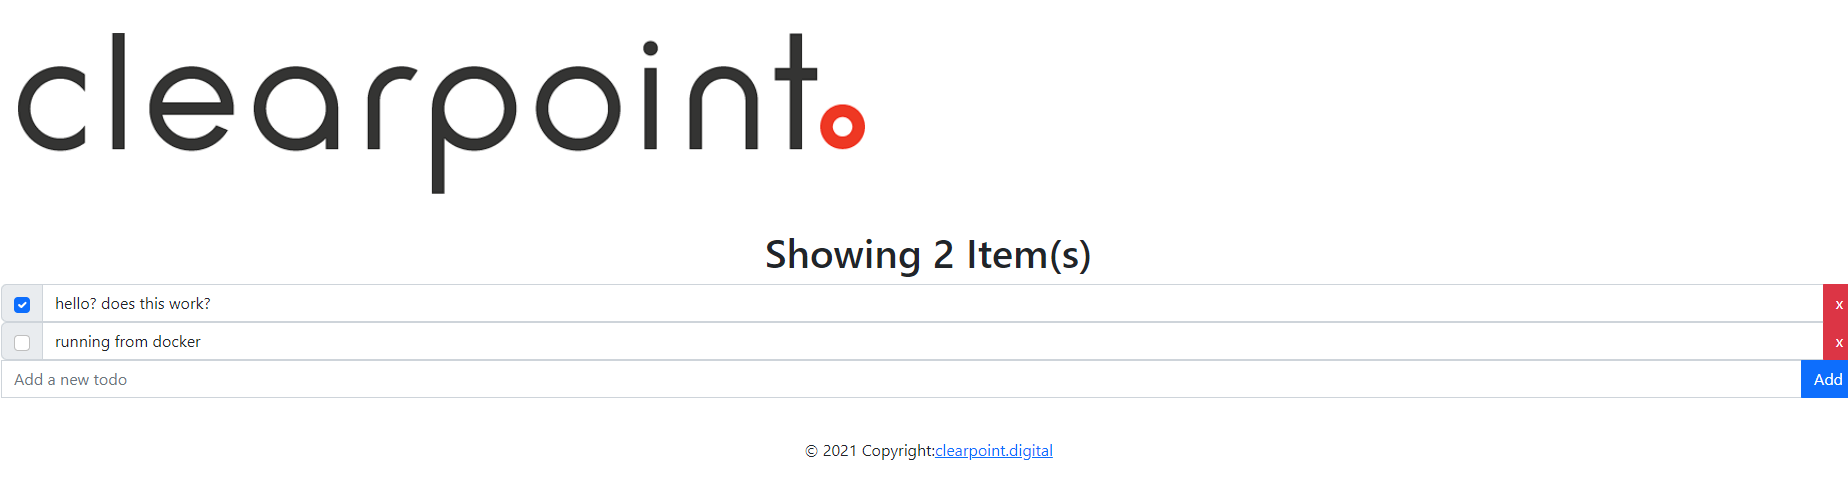 clearpoint
Showing 2 Item(s)
hello? does this work? x
running from docker x
Add a new todo Add
© 2021 Copyright:clearpoint.digital